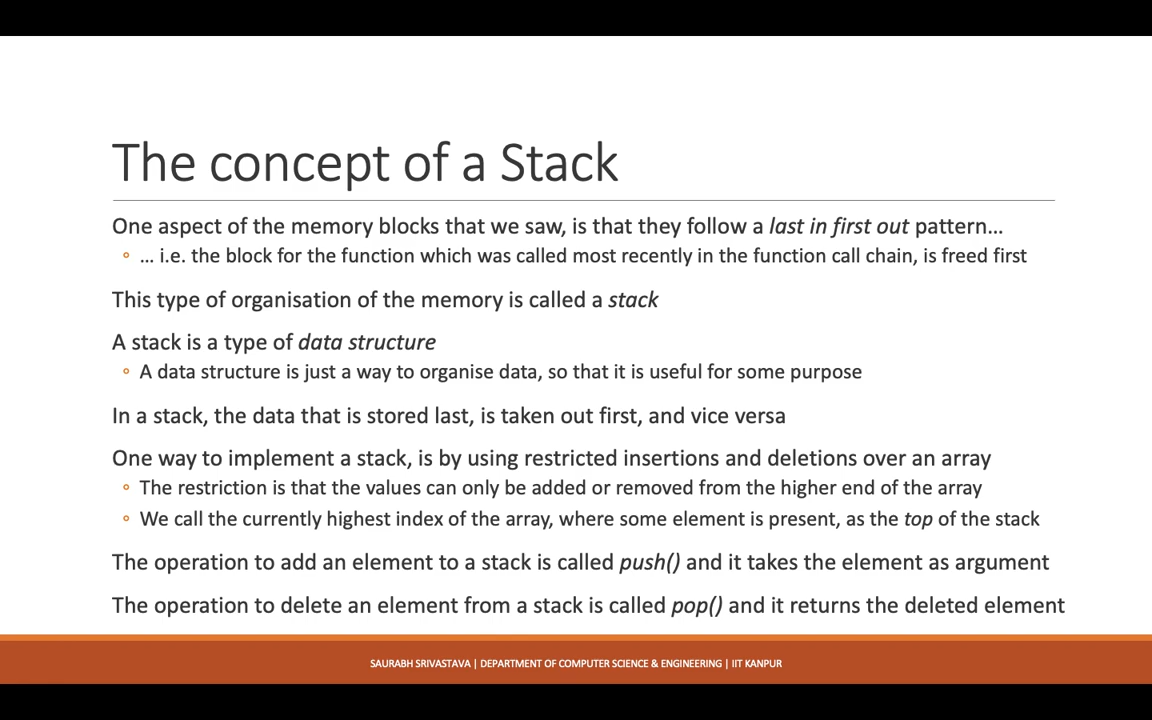 The concept of a Stack
One aspect of the memory blocks that we saw, is that they follow a last in first out pattern…
… i.e. the block for the function which was called most recently in the function call chain, is freed first
This type of organisation of the memory is called a stack
A stack is a type of data structure
A data structure is just a way to organise data, so that it is useful for some purpose
In a stack, the data that is stored last, is taken out first, and vice versa
One way to implement a stack, is by using restricted insertions and deletions over an array
The restriction is that the values can only be added or removed from the higher end of the array
We call the currently highest index of the array, where some element is present, as the top of the stack
The operation to add an element to a stack is called push() and it takes the element as argument
The operation to delete an element from a stack is called pop() and it returns the deleted element
SAURABH SRIVASTAVA | DEPARTMENT OF COMPUTER SCIENCE & ENGINEERING | IIT KANPUR